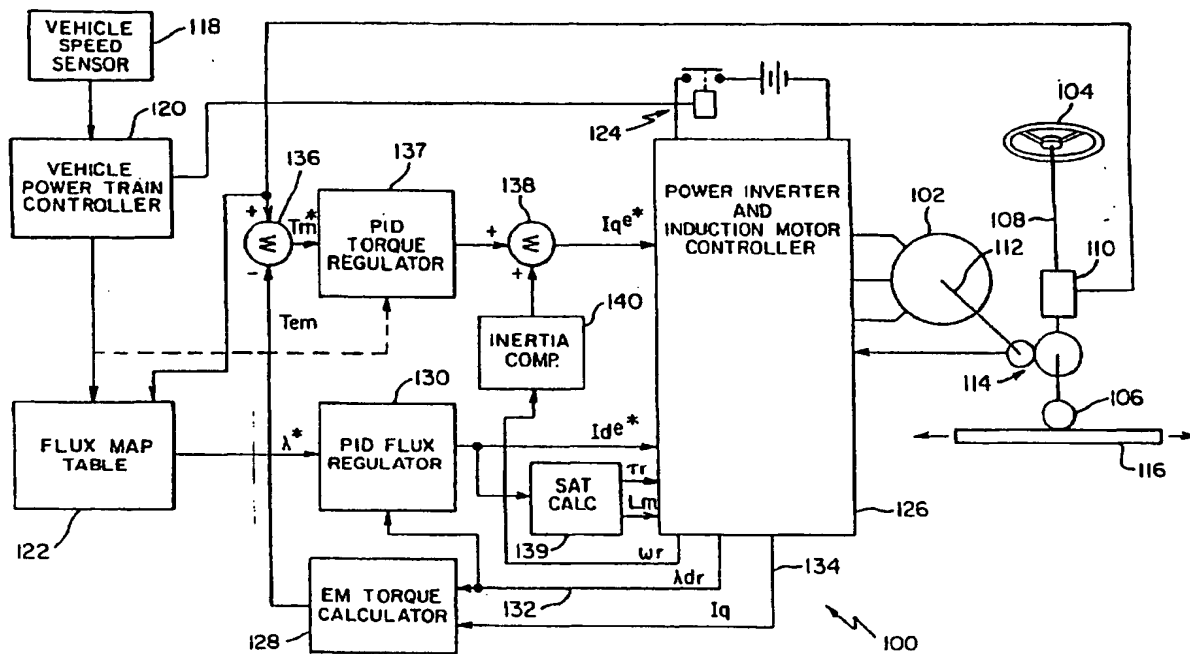 VEHICLE
SPEED
SENSOR
118
120
VEHICLE
POWER TRAIN
CONTROLLER
124
104
136
+
-
W
Tm*
137
PID
TORQUE
REGULATOR
138
+
W
+
Iqe*
POWER INVERTER
AND
INDUCTION MOTOR
CONTROLLER
102
108
112
110
Tem
140
INERTIA
COMP.
114
106
116
FLUX MAP
TABLE
122
λ*
130
PID FLUX
REGULATOR
Ide*
SAT
CALC
139
τr
Lm
126
ωr
λdr
132
134
EM TORQUE
CALCULATOR
128
Iq
100